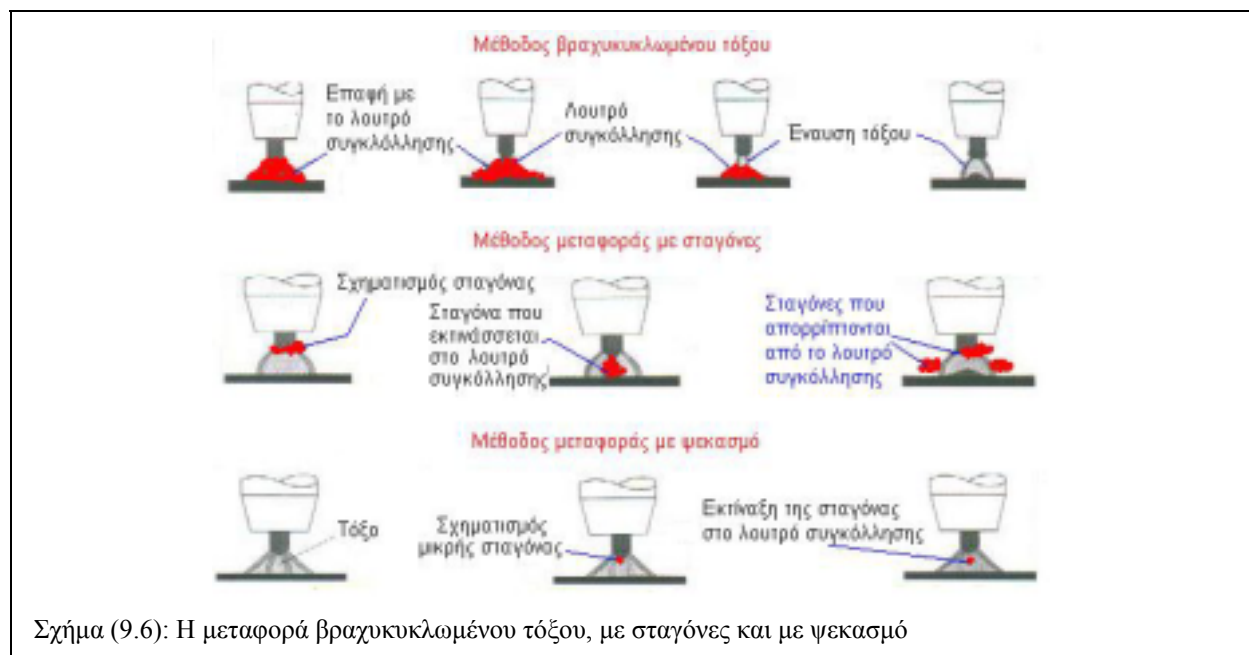 Μέθοδος βραχυκυκλωμένου τόξου
Επαφή με
το λουτρό
συγκλόλλησης
Λουτρό
συγκόλλησης
Έναυση τόξου
Μέθοδος μεταφοράς με σταγόνες
Σχηματισμός σταγόνας
Σταγόνα που
εκτινάσσεται
στο λουτρό
συγκόλλησης
Σταγόνες που
απορρίπτονται
από το λουτρό
συγκόλλησης
Μέθοδος μεταφοράς με ψεκασμό
Τόξο
Σχηματισμός
μικρής σταγόνας
Εκτίναξη της σταγόνας
στο λουτρό συγκόλλησης
Σχήμα (9.6): Η μεταφορά βραχυκυκλωμένου τόξου, με σταγόνες και με ψεκασμό